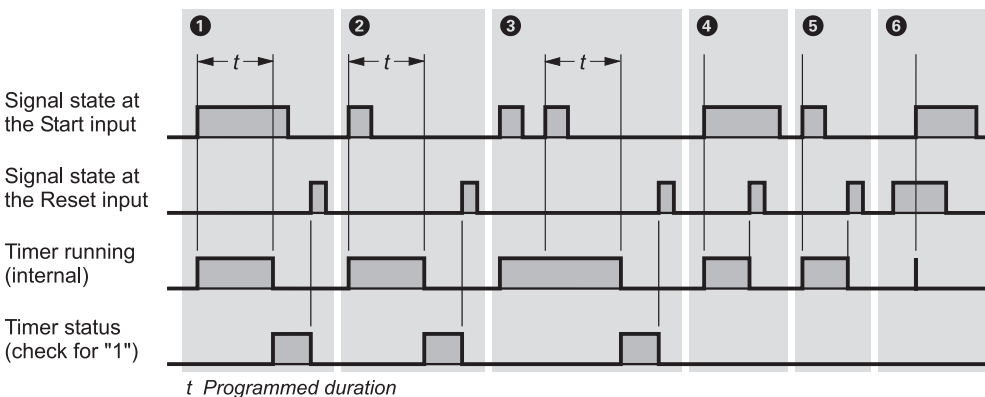 ❶ ❷ ❸ ❹ ❺ ❻
t t t
Signal state at
the Start input
Signal state at
the Reset input
Timer running
(internal)
Timer status
(check for "1")
t Programmed duration